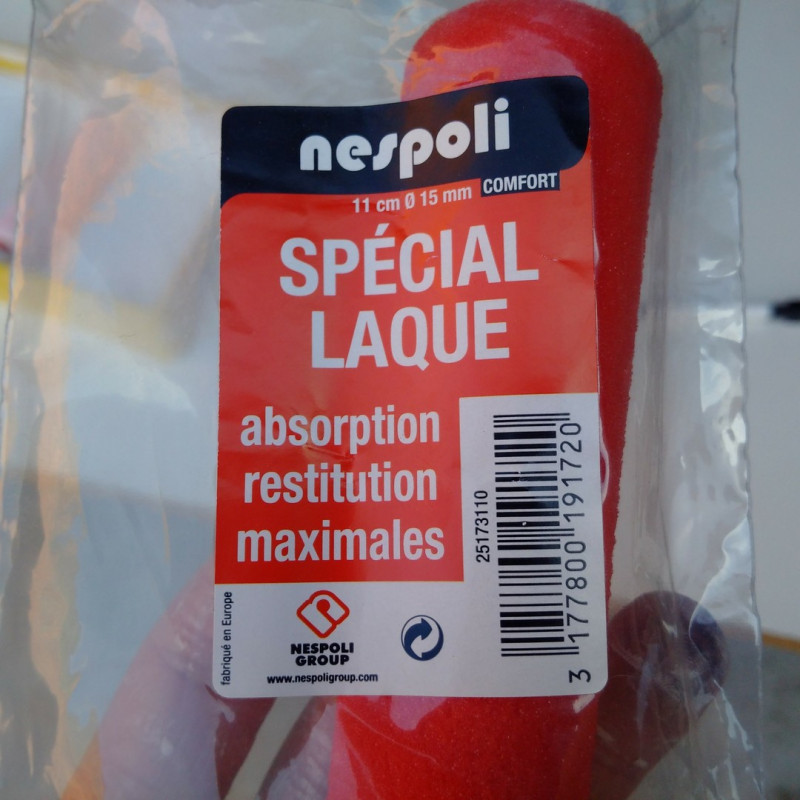 nespoli
COMFORT
11 cm Ø 15 mm
SPÉCIAL
LAQUE
absorption
restitution
maximales
25173110
3 177800 191720
fabriqué en Europe
NESPOLI
GROUP
www.nespoligroup.com